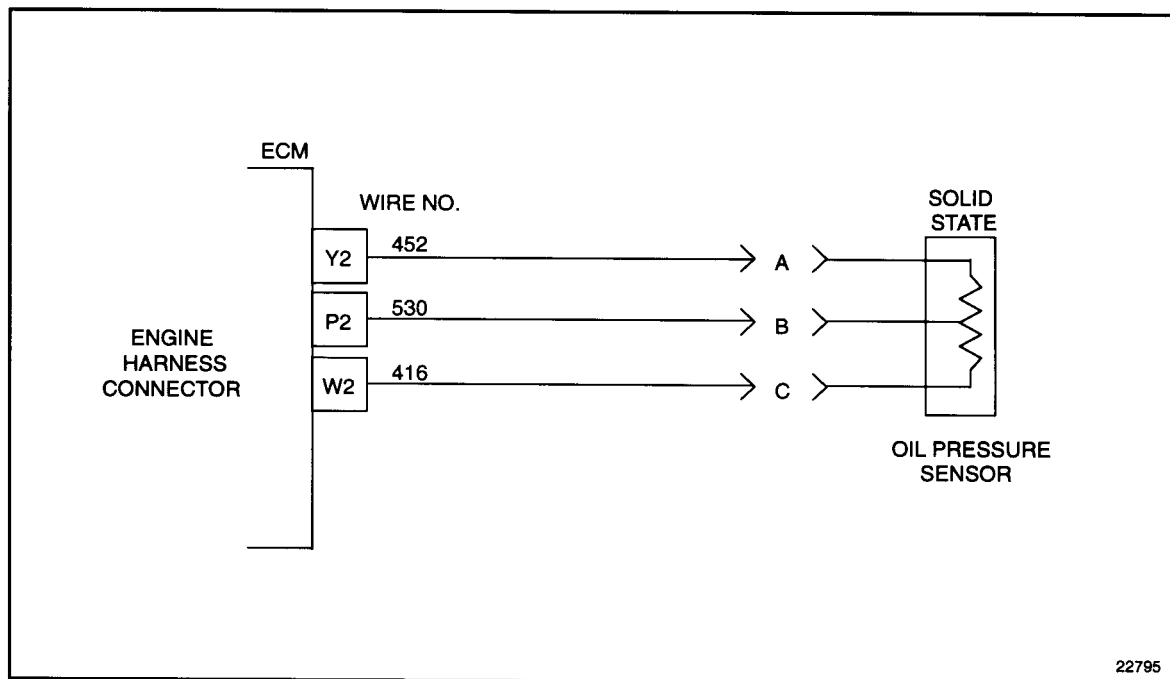 ECM
WIRE NO.
SOLID
STATE
Y2
452
A
P2
530
B
W2
416
C
ENGINE
HARNESS
CONNECTOR
OIL PRESSURE
SENSOR
22795